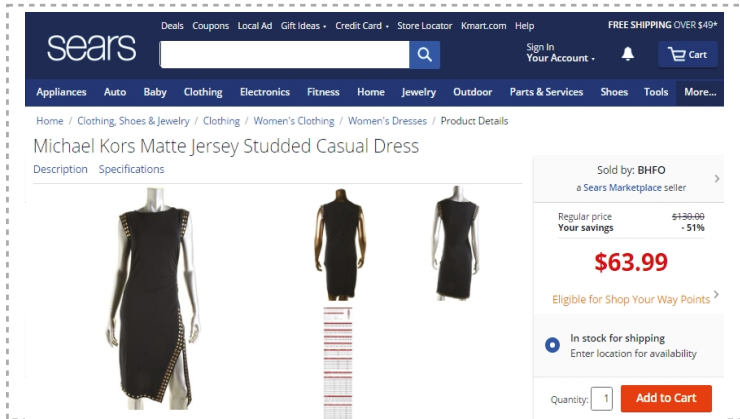 Deals Coupons Local Ad Gift Ideas Credit Card Store Locator Kmart.com Help FREE SHIPPING OVER $49*
sears
Sign In
Your Account
Cart
Appliances Auto Baby Clothing Electronics Fitness Home Jewelry Outdoor Parts & Services Shoes Tools More...
Home / Clothing, Shoes & Jewelry / Clothing / Women's Clothing / Women's Dresses / Product Details
Michael Kors Matte Jersey Studded Casual Dress
Description Specifications
Sold by: BHFO
a Sears Marketplace seller
Regular price $130.00
Your savings - 51%
$63.99
Eligible for Shop Your Way Points
In stock for shipping
Enter location for availability
Quantity: 1 Add to Cart